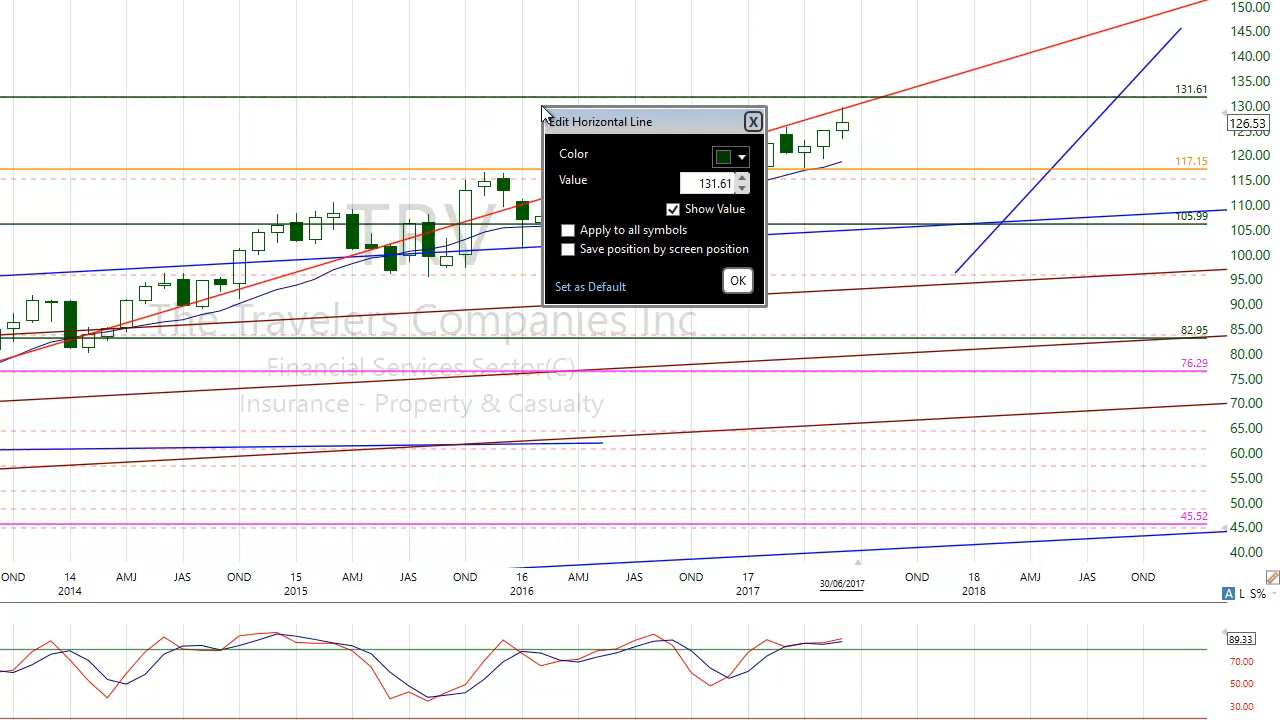 150.00
145.00
140.00
135.00
131.61
130.00
126.53
125.00
120.00
117.15
115.00
110.00
105.99
105.00
100.00
95.00
90.00
85.00
82.95
80.00
76.29
75.00
70.00
65.00
60.00
55.00
50.00
45.52
45.00
40.00
Edit Horizontal Line
X
Color
Value
131.61
Show Value
Apply to all symbols
Save position by screen position
Set as Default
OK
TRV
The Travelers Companies Inc
Financial Services Sector(C)
Insurance - Property & Casualty
OND 14 AMJ JAS OND 15 AMJ JAS OND 16 AMJ JAS OND 17 OND 18 AMJ JAS OND
2014 2015 2016 2017 30/06/2017 2018
A L S%
89.33
70.00
50.00
30.00